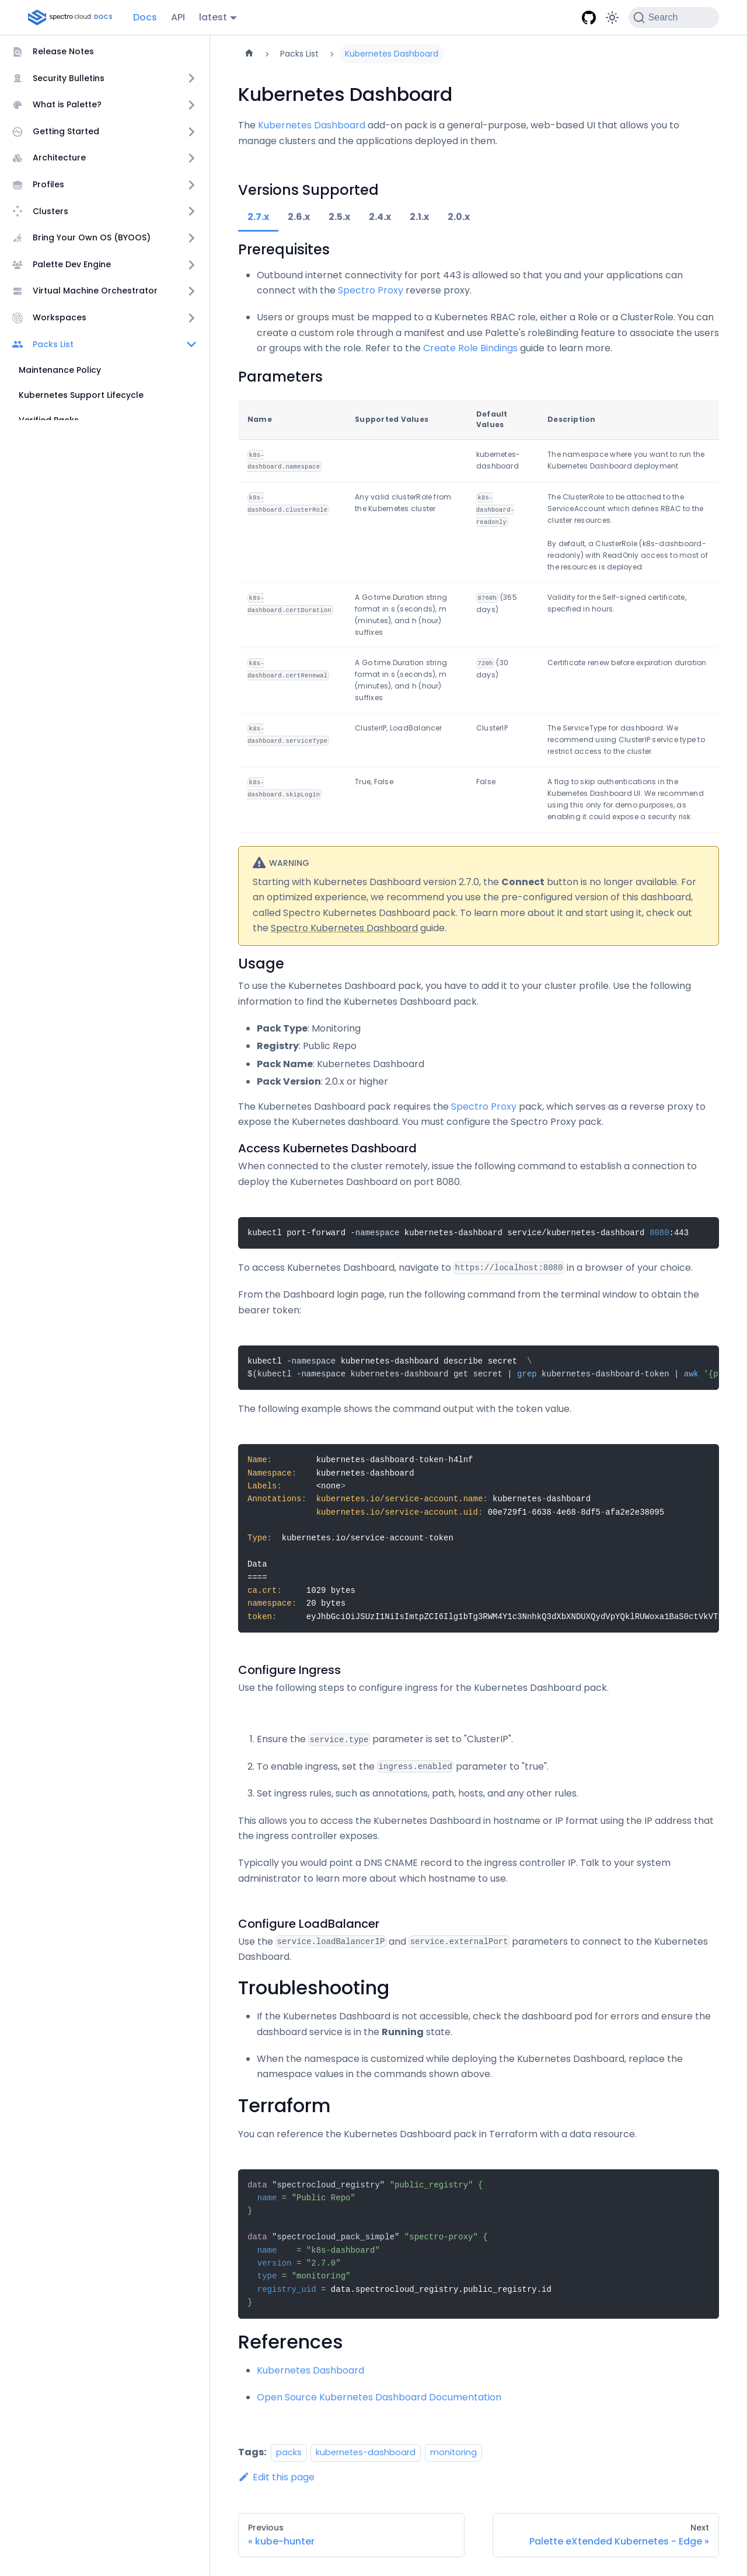 spectro cloud DOCS
Docs
API
latest
Search
Release Notes
Security Bulletins
What is Palette?
Getting Started
Architecture
Profiles
Clusters
Bring Your Own OS (BYOOS)
Palette Dev Engine
Virtual Machine Orchestrator
Workspaces
Packs List
Maintenance Policy
Kubernetes Support Lifecycle
Verified Packs
Packs List
Kubernetes Dashboard
Kubernetes Dashboard
The Kubernetes Dashboard add-on pack is a general-purpose, web-based UI that allows you to
manage clusters and the applications deployed in them.
Versions Supported
2.7.x 2.6.x 2.5.x 2.4.x 2.1.x 2.0.x
Prerequisites
Outbound internet connectivity for port 443 is allowed so that you and your applications can
connect with the Spectro Proxy reverse proxy.
Users or groups must be mapped to a Kubernetes RBAC role, either a Role or a ClusterRole. You can
create a custom role through a manifest and use Palette's roleBinding feature to associate the users
or groups with the role. Refer to the Create Role Bindings guide to learn more.
Parameters
Name Supported Values Default
Values Description
k8s-
dashboard.namespace
kubernetes-
dashboard
The namespace where you want to run the
Kubernetes Dashboard deployment
k8s-
dashboard.clusterRole
Any valid clusterRole from
the Kubernetes cluster
k8s-
dashboard-
readonly
The ClusterRole to be attached to the
ServiceAccount which defines RBAC to the
cluster resources.
By default, a ClusterRole (k8s-dashboard-
readonly) with ReadOnly access to most of
the resources is deployed.
k8s-
dashboard.certDuration
A Go time.Duration string
format in s (seconds), m
(minutes), and h (hour)
suffixes
8760h (365
days)
Validity for the Self-signed certificate,
specified in hours.
k8s-
dashboard.certRenewal
A Go time.Duration string
format in s (seconds), m
(minutes), and h (hour)
suffixes
720h (30
days)
Certificate renew before expiration duration
k8s-
dashboard.serviceType
ClusterIP, LoadBalancer
ClusterIP
The ServiceType for dashboard. We
recommend using ClusterIP service type to
restrict access to the cluster.
k8s-
dashboard.skipLogin
True, False
False
A flag to skip authentications in the
Kubernetes Dashboard UI. We recommend
using this only for demo purposes, as
enabling it could expose a security risk.
WARNING
Starting with Kubernetes Dashboard version 2.7.0, the Connect button is no longer available. For
an optimized experience, we recommend you use the pre-configured version of this dashboard,
called Spectro Kubernetes Dashboard pack. To learn more about it and start using it, check out
the Spectro Kubernetes Dashboard guide.
Usage
To use the Kubernetes Dashboard pack, you have to add it to your cluster profile. Use the following
information to find the Kubernetes Dashboard pack.
Pack Type: Monitoring
Registry: Public Repo
Pack Name: Kubernetes Dashboard
Pack Version: 2.0.x or higher
The Kubernetes Dashboard pack requires the Spectro Proxy pack, which serves as a reverse proxy to
expose the Kubernetes dashboard. You must configure the Spectro Proxy pack.
Access Kubernetes Dashboard
When connected to the cluster remotely, issue the following command to establish a connection to
deploy the Kubernetes Dashboard on port 8080.
kubectl port-forward -namespace kubernetes-dashboard service/kubernetes-dashboard 8080:443
To access Kubernetes Dashboard, navigate to https://localhost:8080 in a browser of your choice.
From the Dashboard login page, run the following command from the terminal window to obtain the
bearer token:
kubectl -namespace kubernetes-dashboard describe secret \
$(kubectl -namespace kubernetes-dashboard get secret | grep kubernetes-dashboard-token | awk '{p
The following example shows the command output with the token value.
Name: kubernetes-dashboard-token-h4lnf
Namespace: kubernetes-dashboard
Labels: <none>
Annotations: kubernetes.io/service-account.name: kubernetes-dashboard
kubernetes.io/service-account.uid: 00e729f1-6638-4e68-8df5-afa2e2e38095
Type: kubernetes.io/service-account-token
Data
====
ca.crt: 1029 bytes
namespace: 20 bytes
token:
Configure Ingress
Use the following steps to configure ingress for the Kubernetes Dashboard pack.
1. Ensure the service.type parameter is set to "ClusterIP".
2. To enable ingress, set the ingress.enabled parameter to "true".
3. Set ingress rules, such as annotations, path, hosts, and any other rules.
This allows you to access the Kubernetes Dashboard in hostname or IP format using the IP address that
the ingress controller exposes.
Typically you would point a DNS CNAME record to the ingress controller IP. Talk to your system
administrator to learn more about which hostname to use.
Configure LoadBalancer
Use the service.loadBalancerIP and service.externalPort parameters to connect to the Kubernetes
Dashboard.
Troubleshooting
If the Kubernetes Dashboard is not accessible, check the dashboard pod for errors and ensure the
dashboard service is in the Running state.
When the namespace is customized while deploying the Kubernetes Dashboard, replace the
namespace values in the commands shown above.
Terraform
You can reference the Kubernetes Dashboard pack in Terraform with a data resource.
data "spectrocloud_registry" "public_registry" {
name = "Public Repo"
}
data "spectrocloud_pack_simple" "spectro-proxy" {
name = "k8s-dashboard"
version = "2.7.0"
type = "monitoring"
registry_uid = data.spectrocloud_registry.public_registry.id
}
References
Kubernetes Dashboard
Open Source Kubernetes Dashboard Documentation
Tags: packs kubernetes-dashboard monitoring
Edit this page
Previous
« kube-hunter
Next
Palette eXtended Kubernetes - Edge »